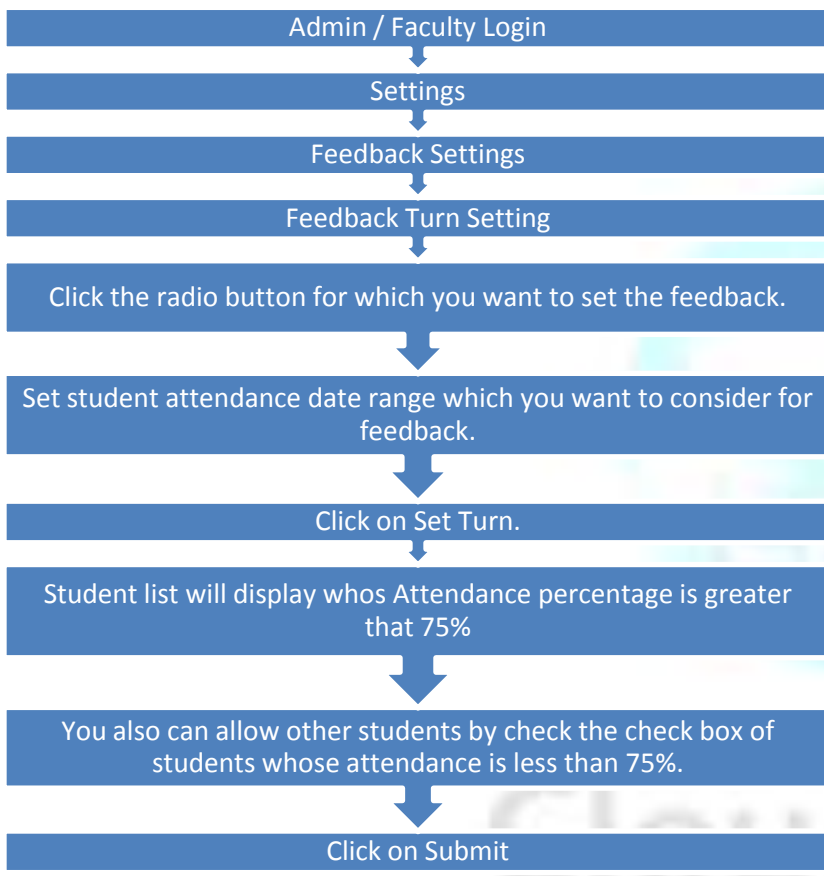 Admin / Faculty Login
Settings
Feedback Settings
Feedback Turn Setting
Click the radio button for which you want to set the feedback.
Set student attendance date range which you want to consider for
feedback.
Click on Set Turn.
Student list will display whos Attendance percentage is greater
that 75%
You also can allow other students by check the check box of
students whose attendance is less than 75%.
Click on Submit